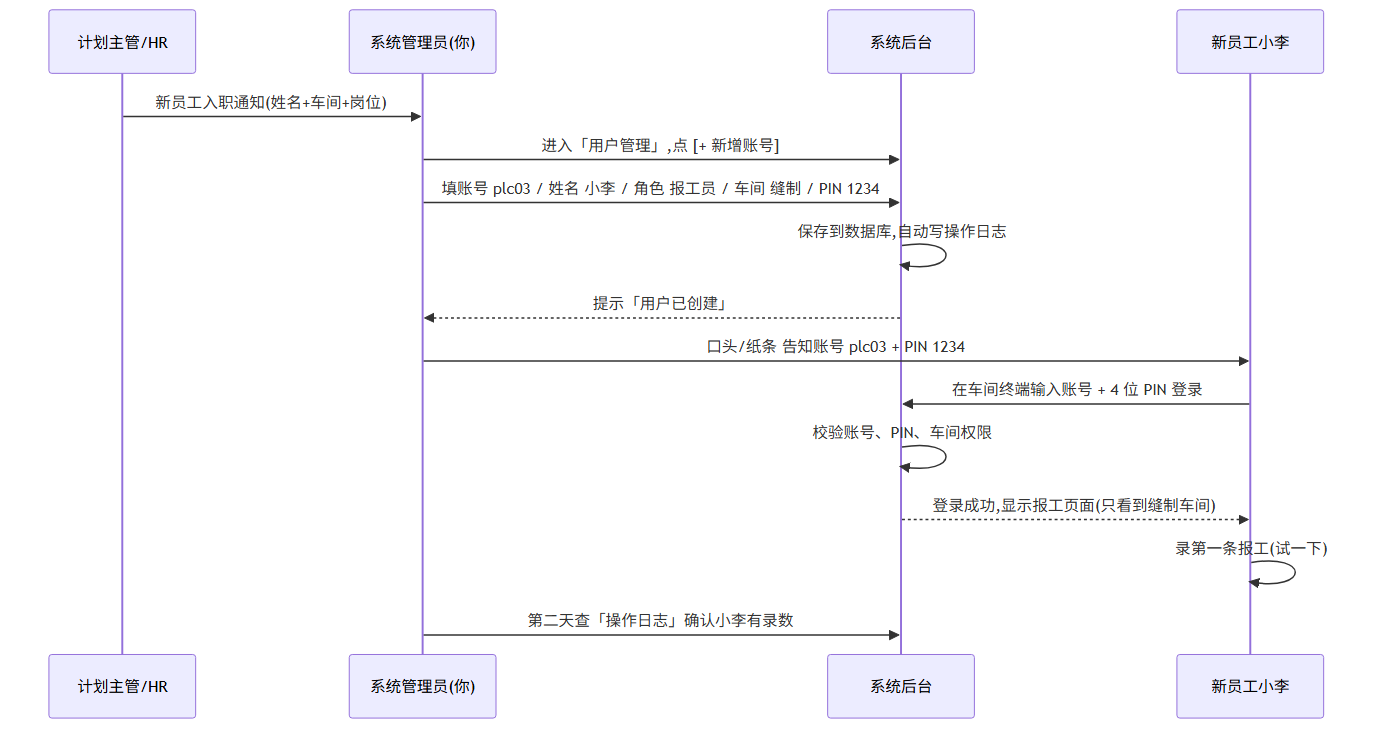 计划主管/HR
系统管理员(你)
系统后台
新员工小李
新员工入职通知(姓名+车间+岗位)
进入「用户管理」,点 [+ 新增账号]
填账号 plc03 / 姓名 小李 / 角色 报工员 / 车间 缝制 / PIN 1234
保存到数据库,自动写操作日志
提示「用户已创建」
口头/纸条 告知账号 plc03 + PIN 1234
在车间终端输入账号 + 4 位 PIN 登录
校验账号、PIN、车间权限
登录成功,显示报工页面(只看到缝制车间)
录第一条报工(试一下)
第二天查「操作日志」确认小李有录数
计划主管/HR
系统管理员(你)
系统后台
新员工小李